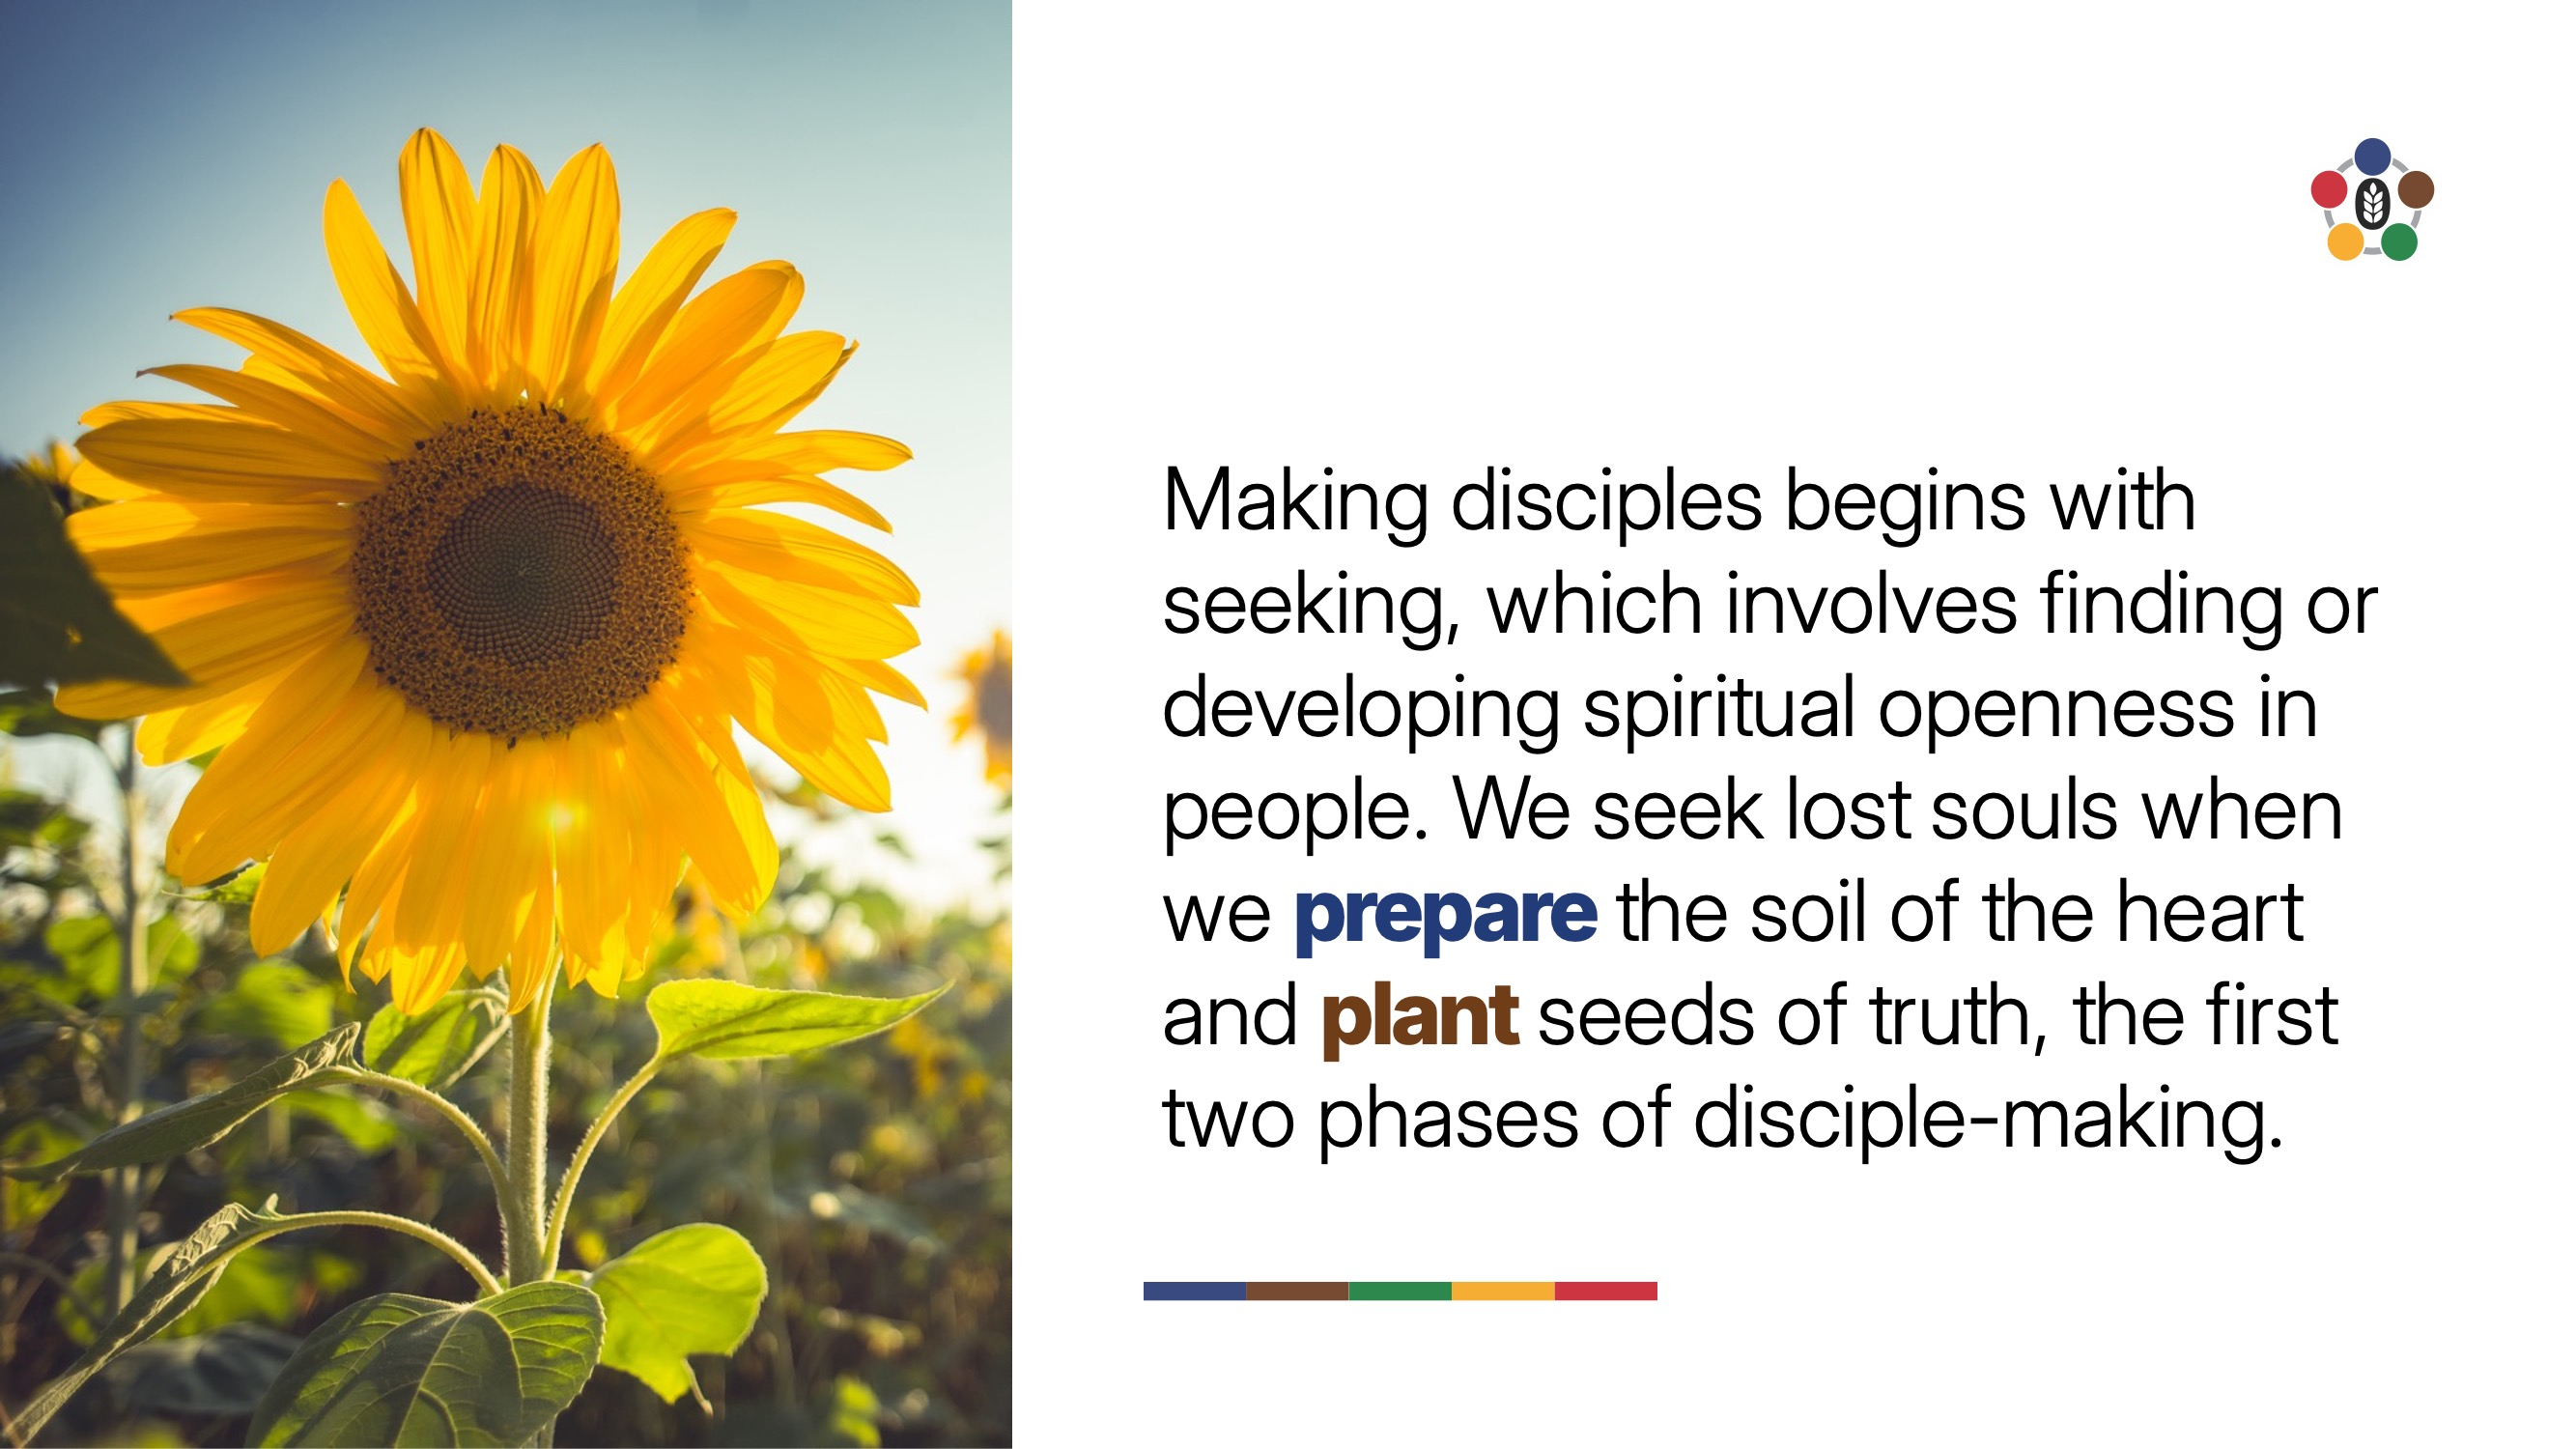 Making disciples begins with
seeking, which involves finding or
developing spiritual openness in
people. We seek lost souls when
we prepare the soil of the heart
and plant seeds of truth, the first
two phases of disciple-making.